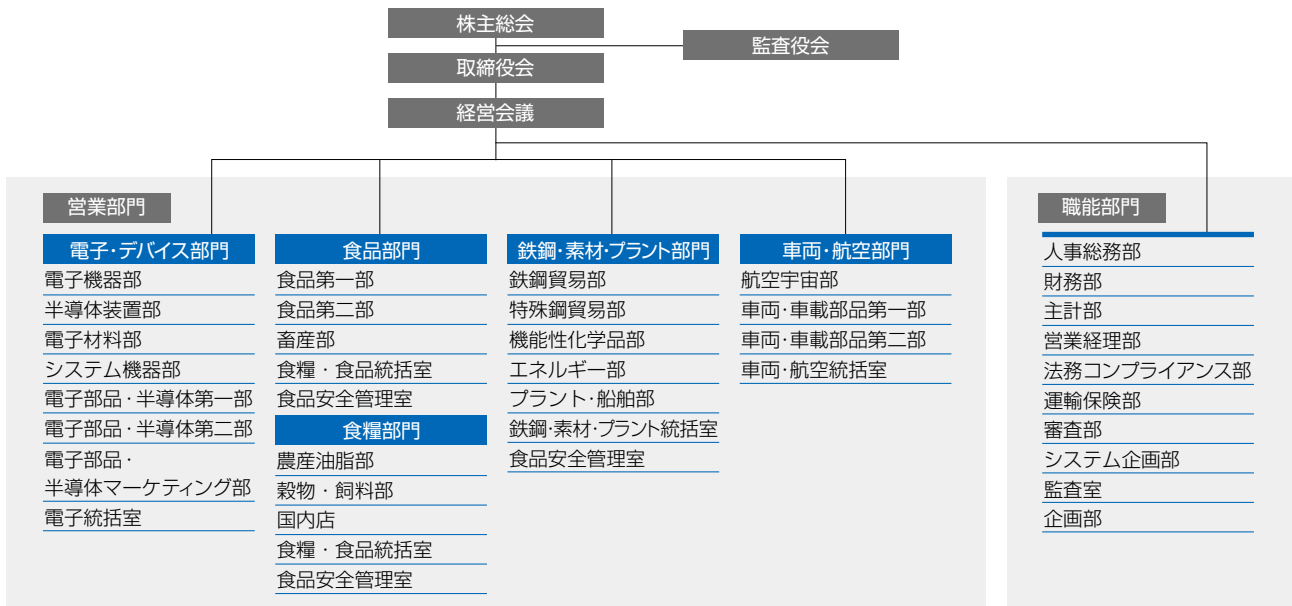 株主総会
監査役会
取締役会
経営会議
営業部門
電子・デバイス部門
電子機器部
半導体装置部
電子材料部
システム機器部
電子部品・半導体第一部
電子部品・半導体第二部
電子部品・
半導体マーケティング部
電子統括室
食品部門
食品第一部
食品第二部
畜産部
食糧・食品統括室
食品安全管理室
食糧部門
農産油脂部
穀物・飼料部
国内店
食糧・食品統括室
食品安全管理室
鉄鋼・素材・プラント部門
鉄鋼貿易部
特殊鋼貿易部
機能性化学品部
エネルギー部
プラント・船舶部
鉄鋼・素材・プラント統括室
食品安全管理室
車両・航空部門
航空宇宙部
車両・車載部品第一部
車両・車載部品第二部
車両・航空統括室
職能部門
人事総務部
財務部
主計部
営業経理部
法務コンプライアンス部
運輸保険部
審査部
システム企画部
監査室
企画部